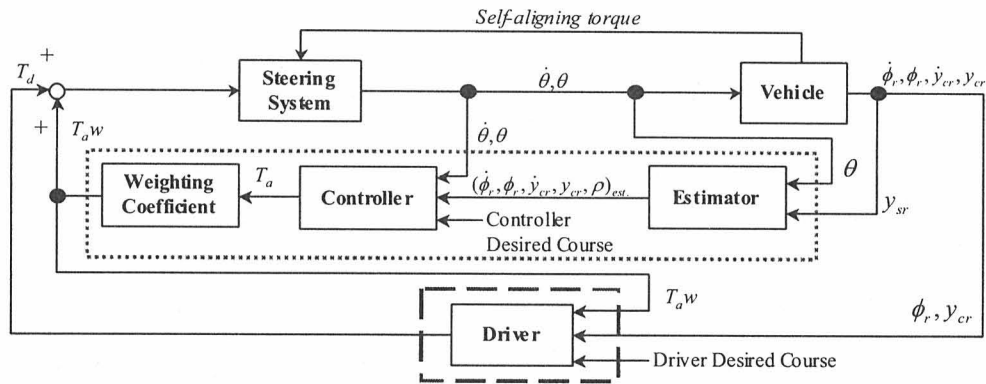 Self-aligning torque
+
T_d
Steering
System
θ̇,θ
Vehicle
ϕ̇_r, ϕ_r, ẏ_cr, y_cr
+
T_a w
θ̇,θ
Weighting
Coefficient
T_a
Controller
(ϕ̇_r, ϕ_r, ẏ_cr, y_cr, ρ)_est.
Estimator
θ
y_sr
Controller
Desired Course
T_a w
Driver
ϕ_r, y_cr
Driver Desired Course